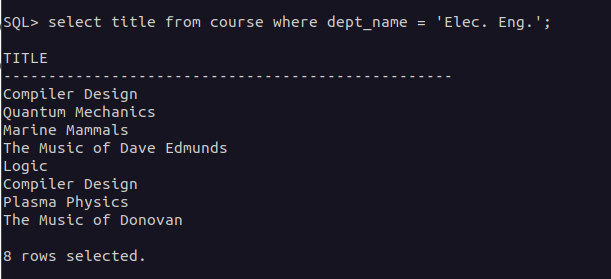 SQL> select title from course where dept_name = 'Elec. Eng.';
TITLE
--------------------------------------------------
Compiler Design
Quantum Mechanics
Marine Mammals
The Music of Dave Edmunds
Logic
Compiler Design
Plasma Physics
The Music of Donovan
8 rows selected.